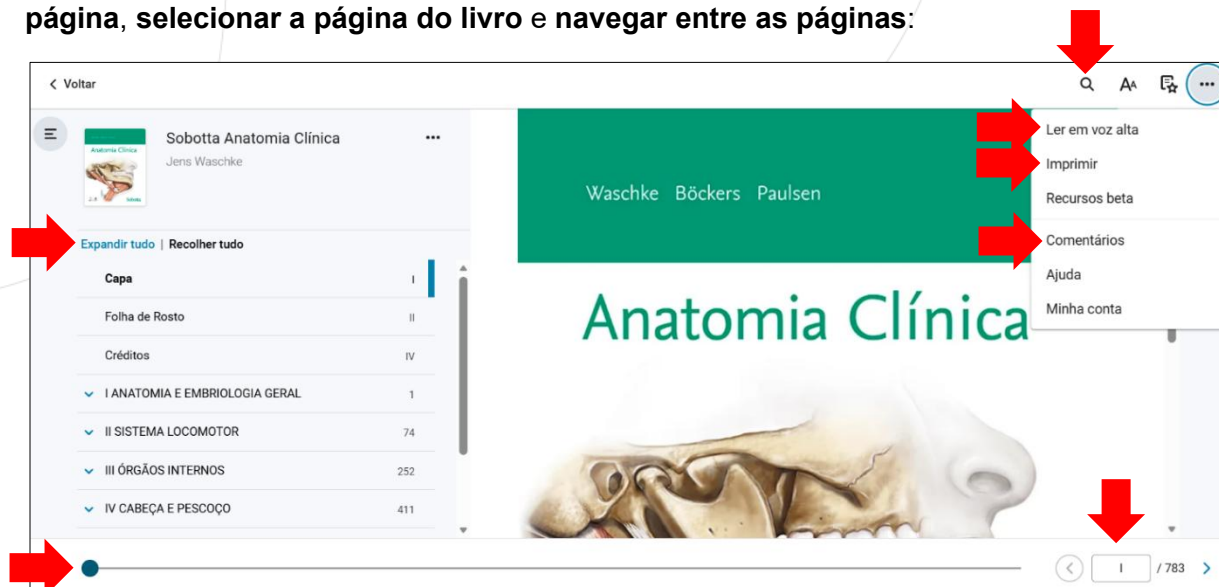 página, selecionar a página do livro e navegar entre as páginas:
Voltar
Sobotta Anatomia Clínica
Jens Waschke
Anatomia Clínica
Expandir tudo | Recolher tudo
Capa I
Folha de Rosto II
Créditos IV
I ANATOMIA E EMBRIOLOGIA GERAL 1
II SISTEMA LOCOMOTOR 74
III ÓRGÃOS INTERNOS 252
IV CABEÇA E PESCOÇO 411
Waschke Böckers Paulsen
Anatomia Clínica
AA
Ler em voz alta
Imprimir
Recursos beta
Comentários
Ajuda
Minha conta
I / 783